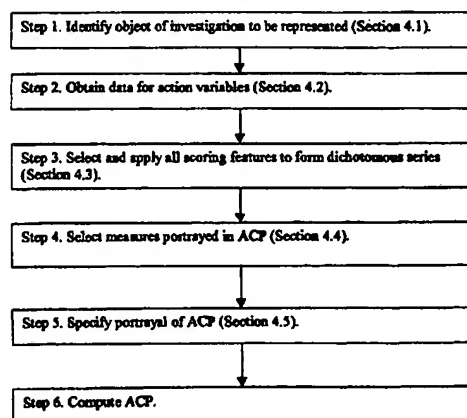 Step 1. Identify object of investigation to be represented (Section 4.1).
Step 2. Obtain data for action variables (Section 4.2).
Step 3. Select and apply all scoring features to form dichotomous series
(Section 4.3).
Step 4. Select measures portrayed in ACP (Section 4.4).
Step 5. Specify portrayal of ACP (Section 4.5).
Step 6. Compute ACP.